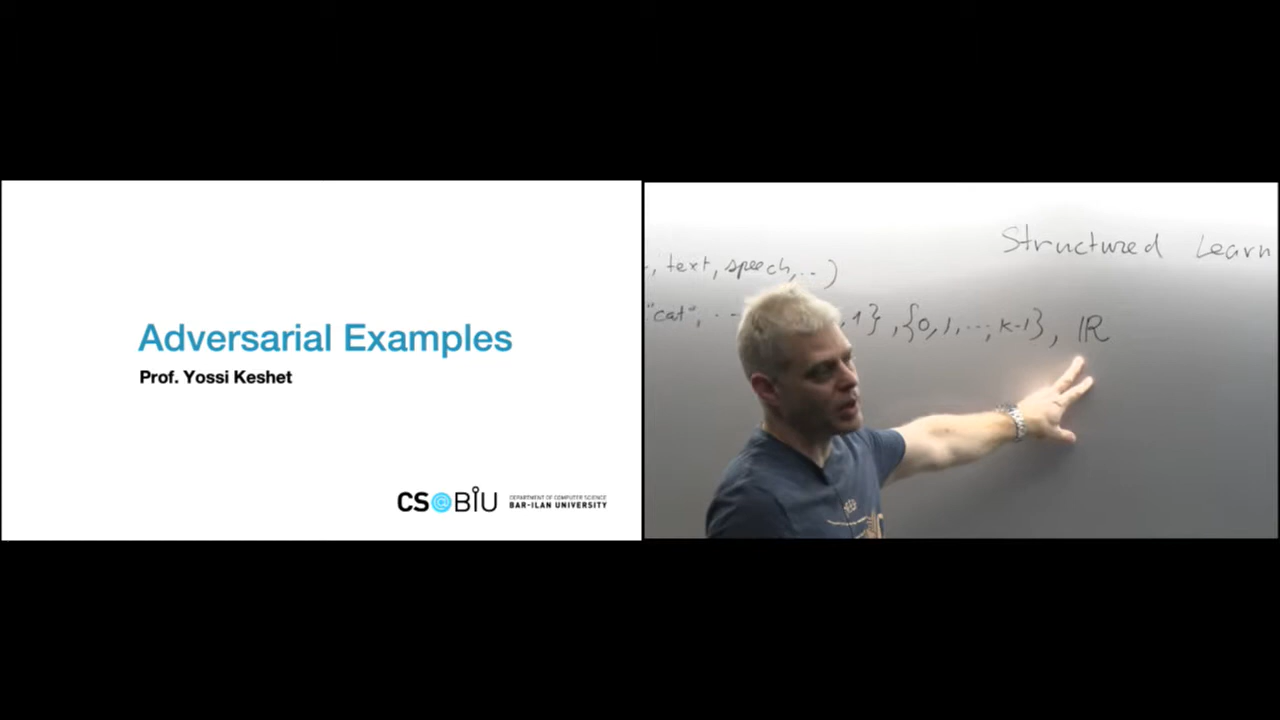 Adversarial Examples
Prof. Yossi Keshet
CS@BIU
DEPARTMENT OF COMPUTER SCIENCE
BAR-ILAN UNIVERSITY
Structured Learn
, text, speech, ...)
"cat", ... 1}, {0, 1, ..., k-1}, ℝ